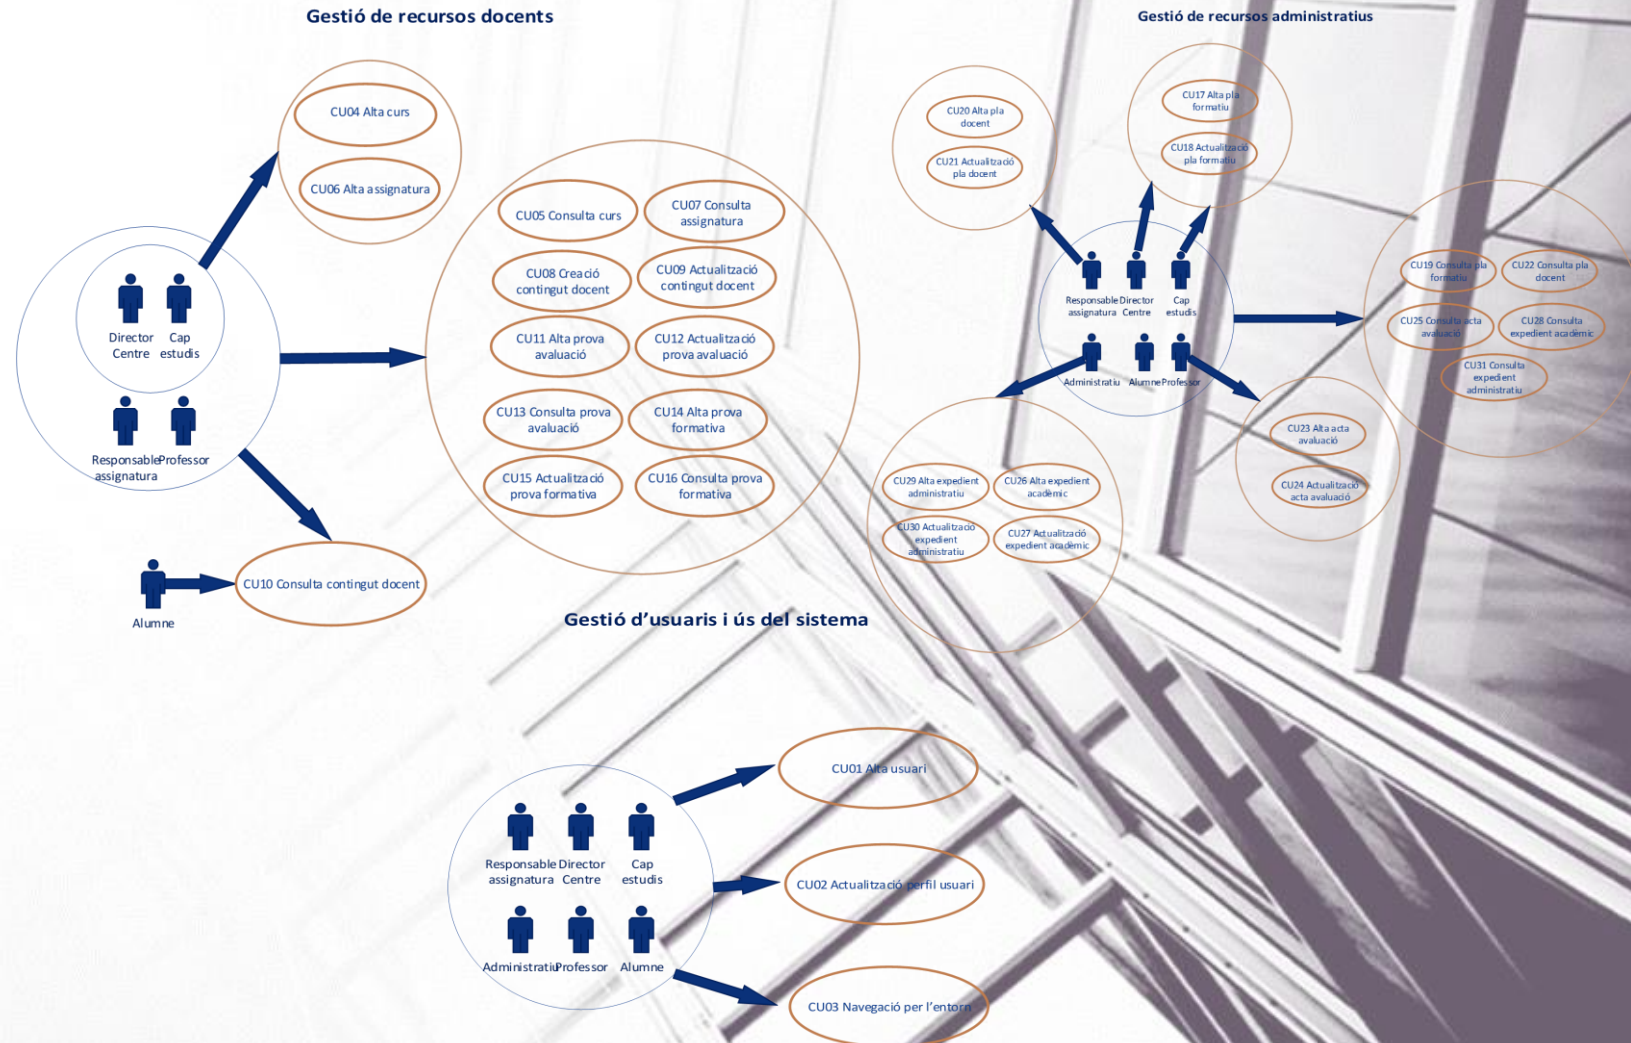 Gestió de recursos docents
CU04 Alta curs
CU06 Alta assignatura
CU05 Consulta curs
CU07 Consulta
assignatura
CU08 Creació
contingut docent
CU09 Actualització
contingut docent
CU11 Alta prova
avaluació
CU12 Actualització
prova avaluació
CU13 Consulta prova
avaluació
CU14 Alta prova
formativa
CU15 Actualització
prova formativa
CU16 Consulta prova
formativa
Director
Centre
Cap
estudis
Responsable
assignatura
Professor
CU10 Consulta contingut docent
Alumne
Gestió de recursos administratius
CU20 Alta pla
docent
CU21 Actualització
pla docent
CU17 Alta pla
formatiu
CU18 Actualització
pla formatiu
Responsable
assignatura
Director
Centre
Cap
estudis
Administratiu
Alumne
Professor
CU19 Consulta pla
formatiu
CU22 Consulta pla
docent
CU25 Consulta acta
avaluació
CU28 Consulta
expedient acadèmic
CU31 Consulta
expedient
administratiu
CU23 Alta acta
avaluació
CU24 Actualització
acta avaluació
CU29 Alta expedient
administratiu
CU26 Alta expedient
acadèmic
CU30 Actualització
expedient
administratiu
CU27 Actualització
expedient acadèmic
Gestió d’usuaris i ús del sistema
Responsable
assignatura
Director
Centre
Cap
estudis
Administratiu
Professor
Alumne
CU01 Alta usuari
CU02 Actualització perfil usuari
CU03 Navegació per l’entorn